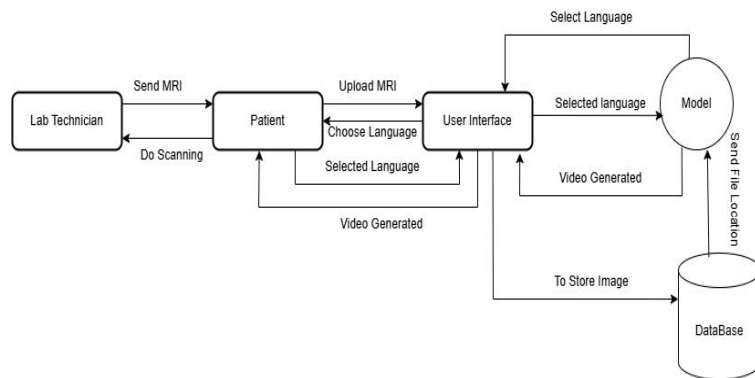 Select Language
Send MRI
Upload MRI
Lab Technician
Patient
User Interface
Selected language
Model
Choose Language
Do Scanning
Selected Language
Video Generated
Send File Location
Video Generated
To Store Image
DataBase